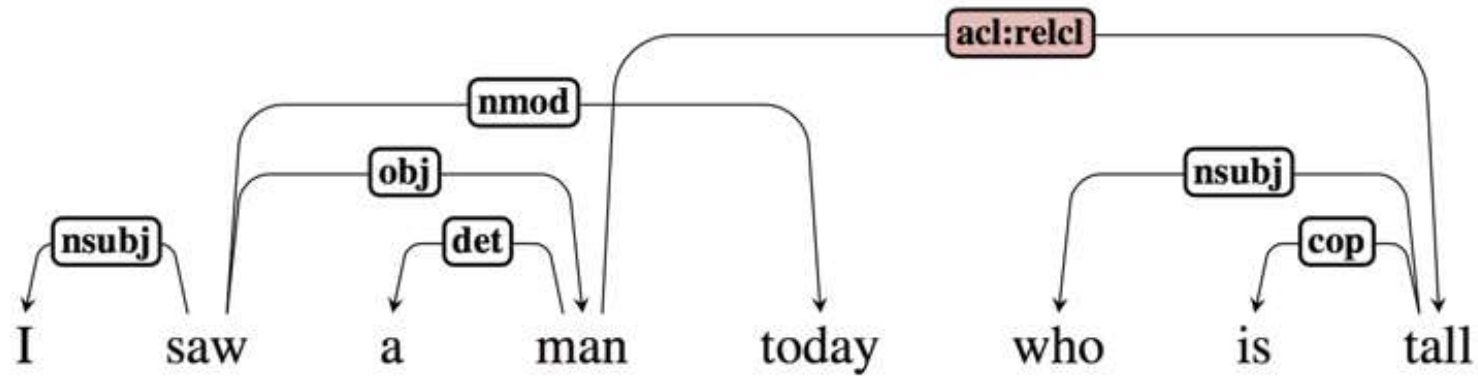 acl:relcl
nmod
obj nsubj
nsubj det cop
I saw a man today who is tall